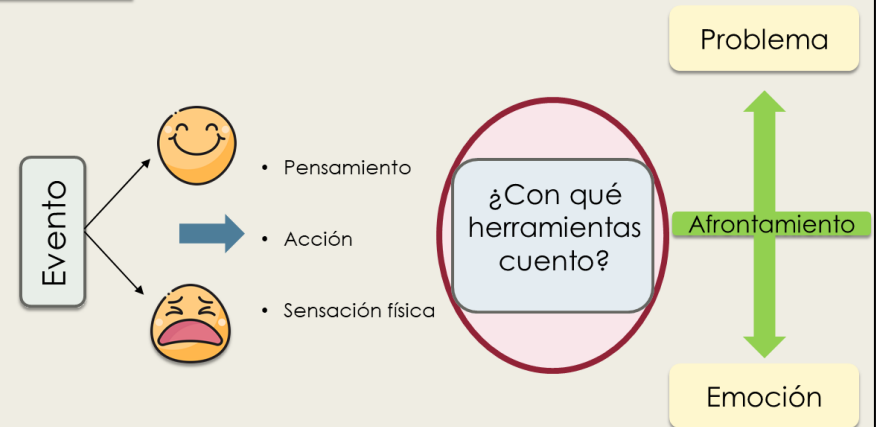 Evento
Pensamiento
Acción
Sensación física
¿Con qué
herramientas
cuento?
Problema
Afrontamiento
Emoción